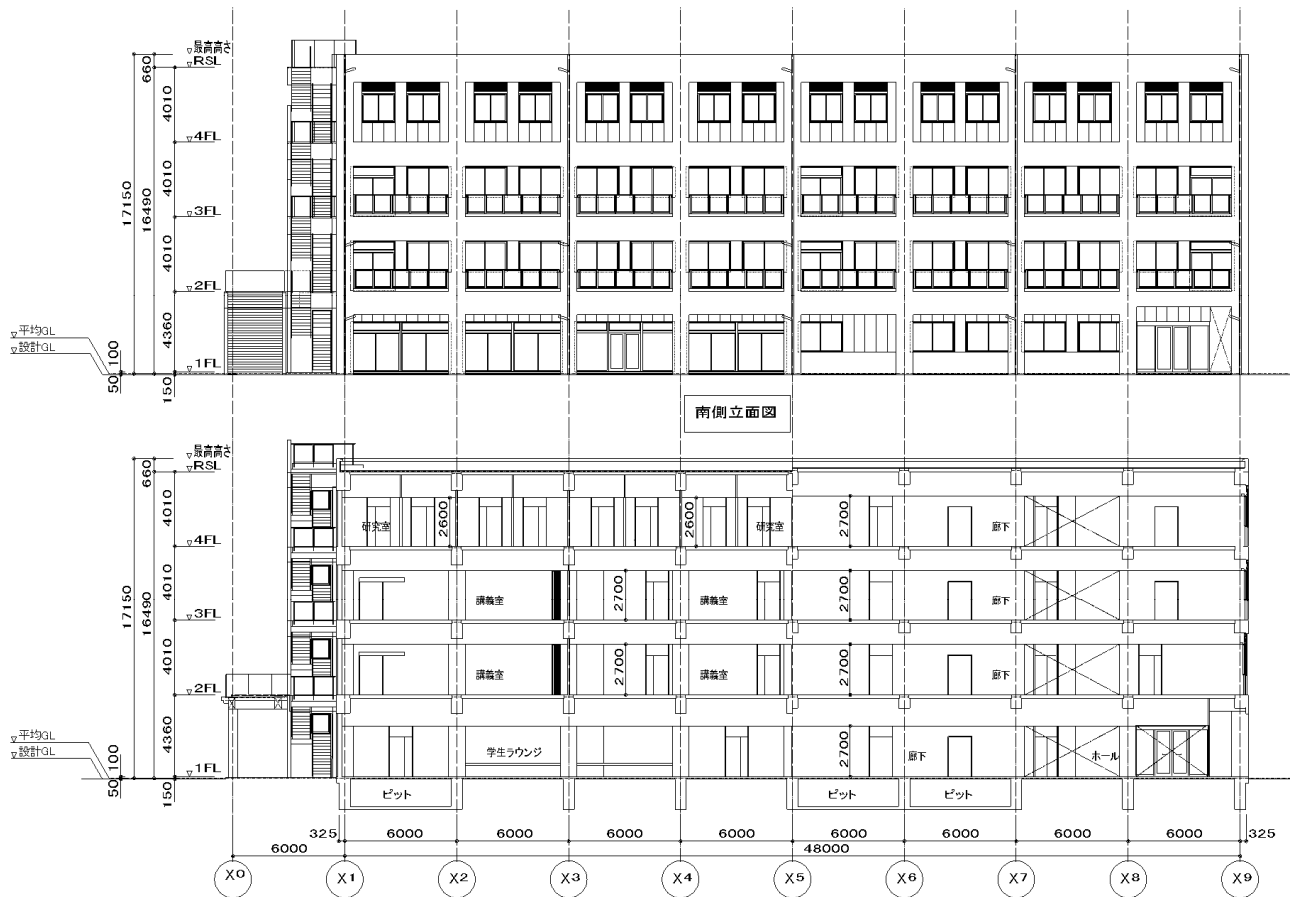 ▽最高高さ
▽RSL
660
4010
▽4FL
4010
17150
16490
▽3FL
4010
▽2FL
4360
▽平均GL
▽設計GL
▽1FL
50
100
150
南側立面図
▽最高高さ
▽RSL
660
4010
研究室
2600
2600
研究室
2700
廊下
▽4FL
4010
17150
16490
講義室
2700
講義室
2700
廊下
▽3FL
4010
講義室
2700
講義室
2700
廊下
▽2FL
4360
▽平均GL
▽設計GL
学生ラウンジ
2700
廊下
ホール
▽1FL
50
100
150
ピット
ピット
ピット
325
6000
6000
6000
6000
6000
6000
6000
6000
325
6000
48000
X0
X1
X2
X3
X4
X5
X6
X7
X8
X9